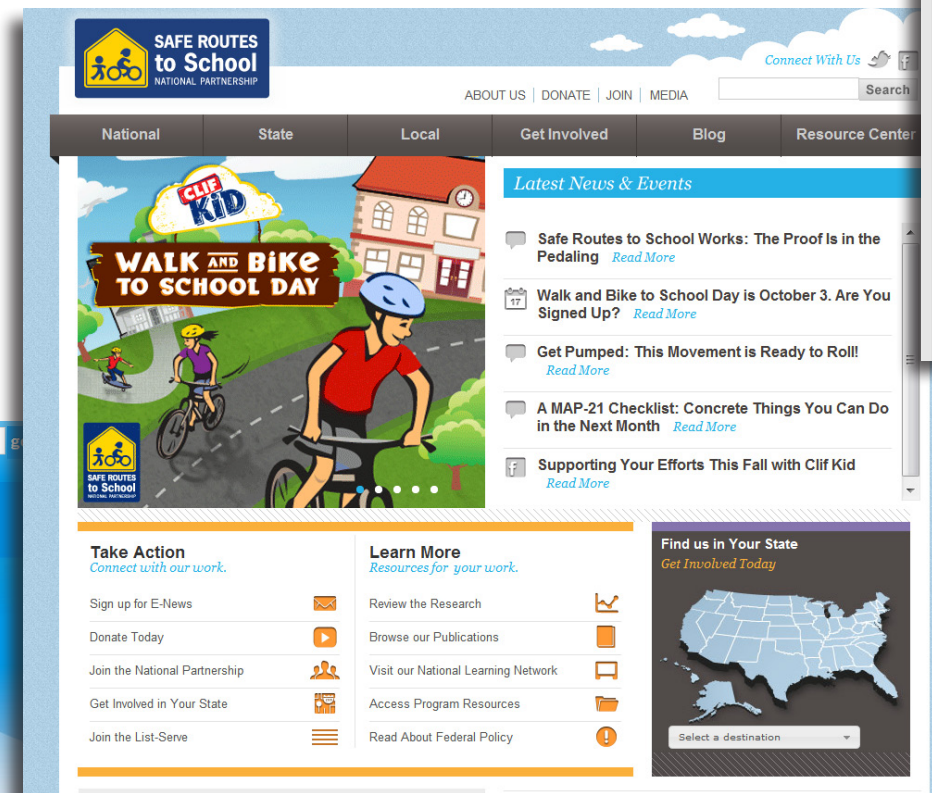 SAFE ROUTES
to School
NATIONAL PARTNERSHIP
Connect With Us
f
ABOUT US DONATE JOIN MEDIA
Search
National State Local Get Involved Blog Resource Center
CLIF
KiD
WALK AND BiKe
TO SCHOOL DAY
SAFE ROUTES
to School
NATIONAL PARTNERSHIP
Latest News & Events
Safe Routes to School Works: The Proof Is in the
Pedaling Read More
17
Walk and Bike to School Day is October 3. Are You
Signed Up? Read More
Get Pumped: This Movement is Ready to Roll!
Read More
A MAP-21 Checklist: Concrete Things You Can Do
in the Next Month Read More
f
Supporting Your Efforts This Fall with Clif Kid
Read More
Take Action
Connect with our work.
Sign up for E-News
Donate Today
Join the National Partnership
Get Involved in Your State
Join the List-Serve
Learn More
Resources for your work.
Review the Research
Browse our Publications
Visit our National Learning Network
Access Program Resources
Read About Federal Policy
Find us in Your State
Get Involved Today
Select a destination